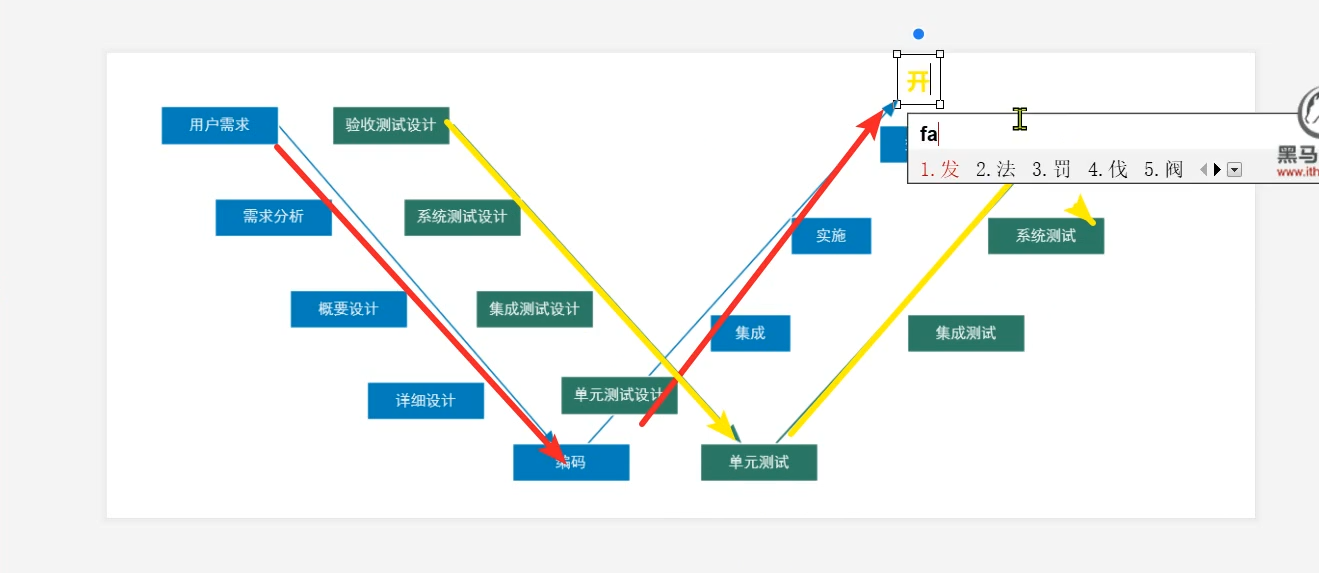 开
用户需求
验收测试设计
fa
1.发 2.法 3.罚 4.伐 5.阀
黑马
www.ith
需求分析
系统测试设计
实施
系统测试
概要设计
集成测试设计
集成
集成测试
详细设计
单元测试设计
编码
单元测试